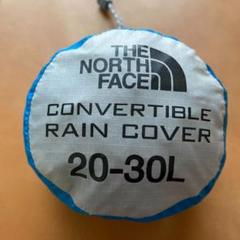 THE
NORTH
FACE
CONVERTIBLE
RAIN COVER
20-30L